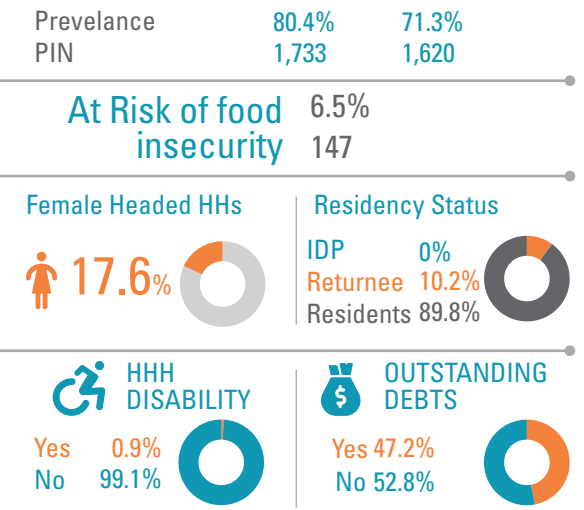 Prevelance 80.4% 71.3%
PIN 1,733 1,620
At Risk of food 6.5%
insecurity 147
Female Headed HHs
17.6%
Residency Status
IDP 0%
Returnee 10.2%
Residents 89.8%
HHH
DISABILITY
Yes 0.9%
No 99.1%
$
OUTSTANDING
DEBTS
Yes 47.2%
No 52.8%